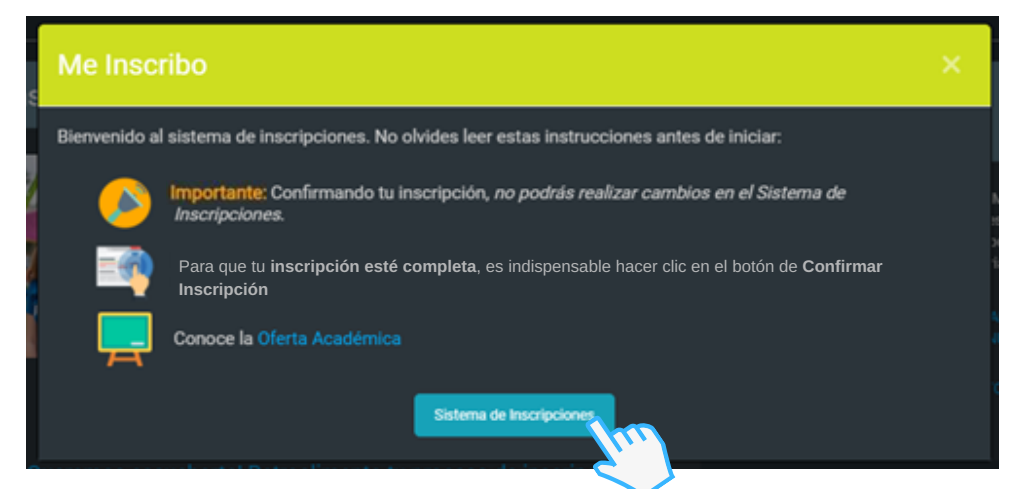 Me Inscribo
Bienvenido al sistema de inscripciones. No olvides leer estas instrucciones antes de iniciar:
Importante: Confirmando tu inscripción, no podrás realizar cambios en el Sistema de
Inscripciones.
Para que tu inscripción esté completa, es indispensable hacer clic en el botón de Confirmar
Inscripción
Conoce la Oferta Académica
Sistema de Inscripciones